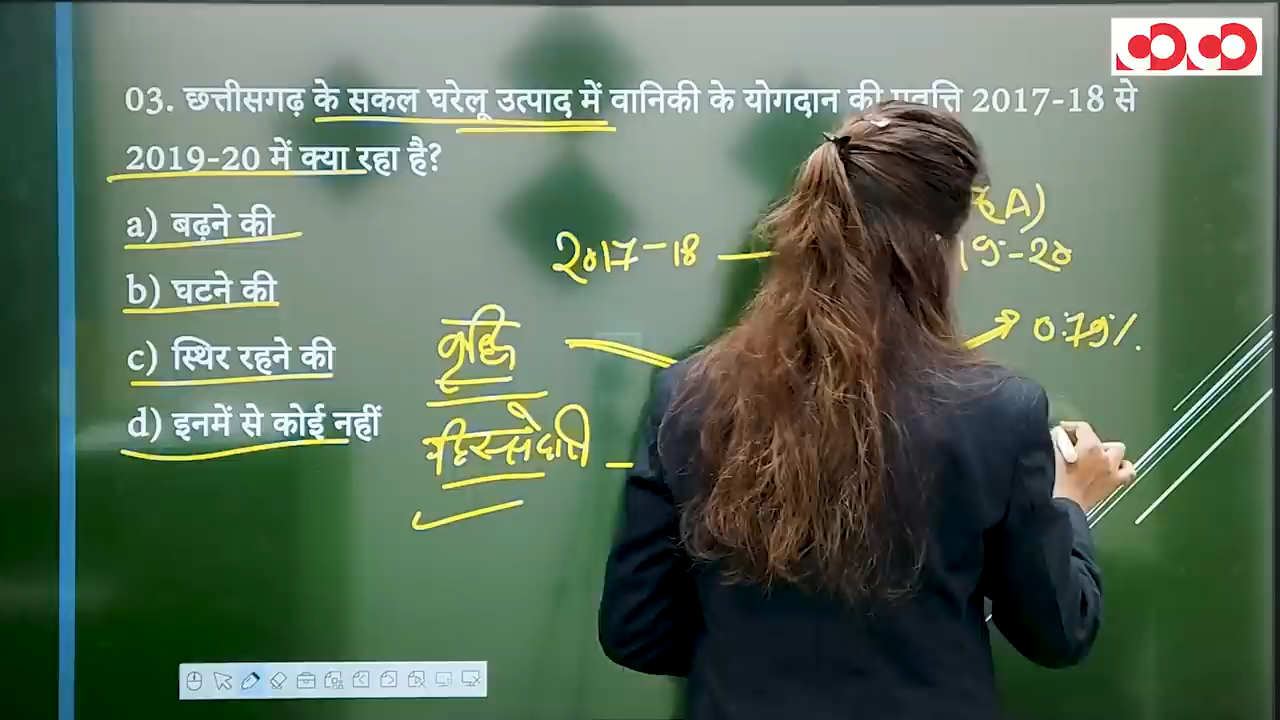 03. छत्तीसगढ़ के सकल घरेलू उत्पाद में वानिकी के योगदान की प्रवृत्ति 2017-18 से
2019-20 में क्या रहा है?
a) बढ़ने की
b) घटने की
c) स्थिर रहने की
d) इनमें से कोई नहीं
(A)
2017-18 — 19-20
वृद्धि 0.79%.
हिस्सेदारी —